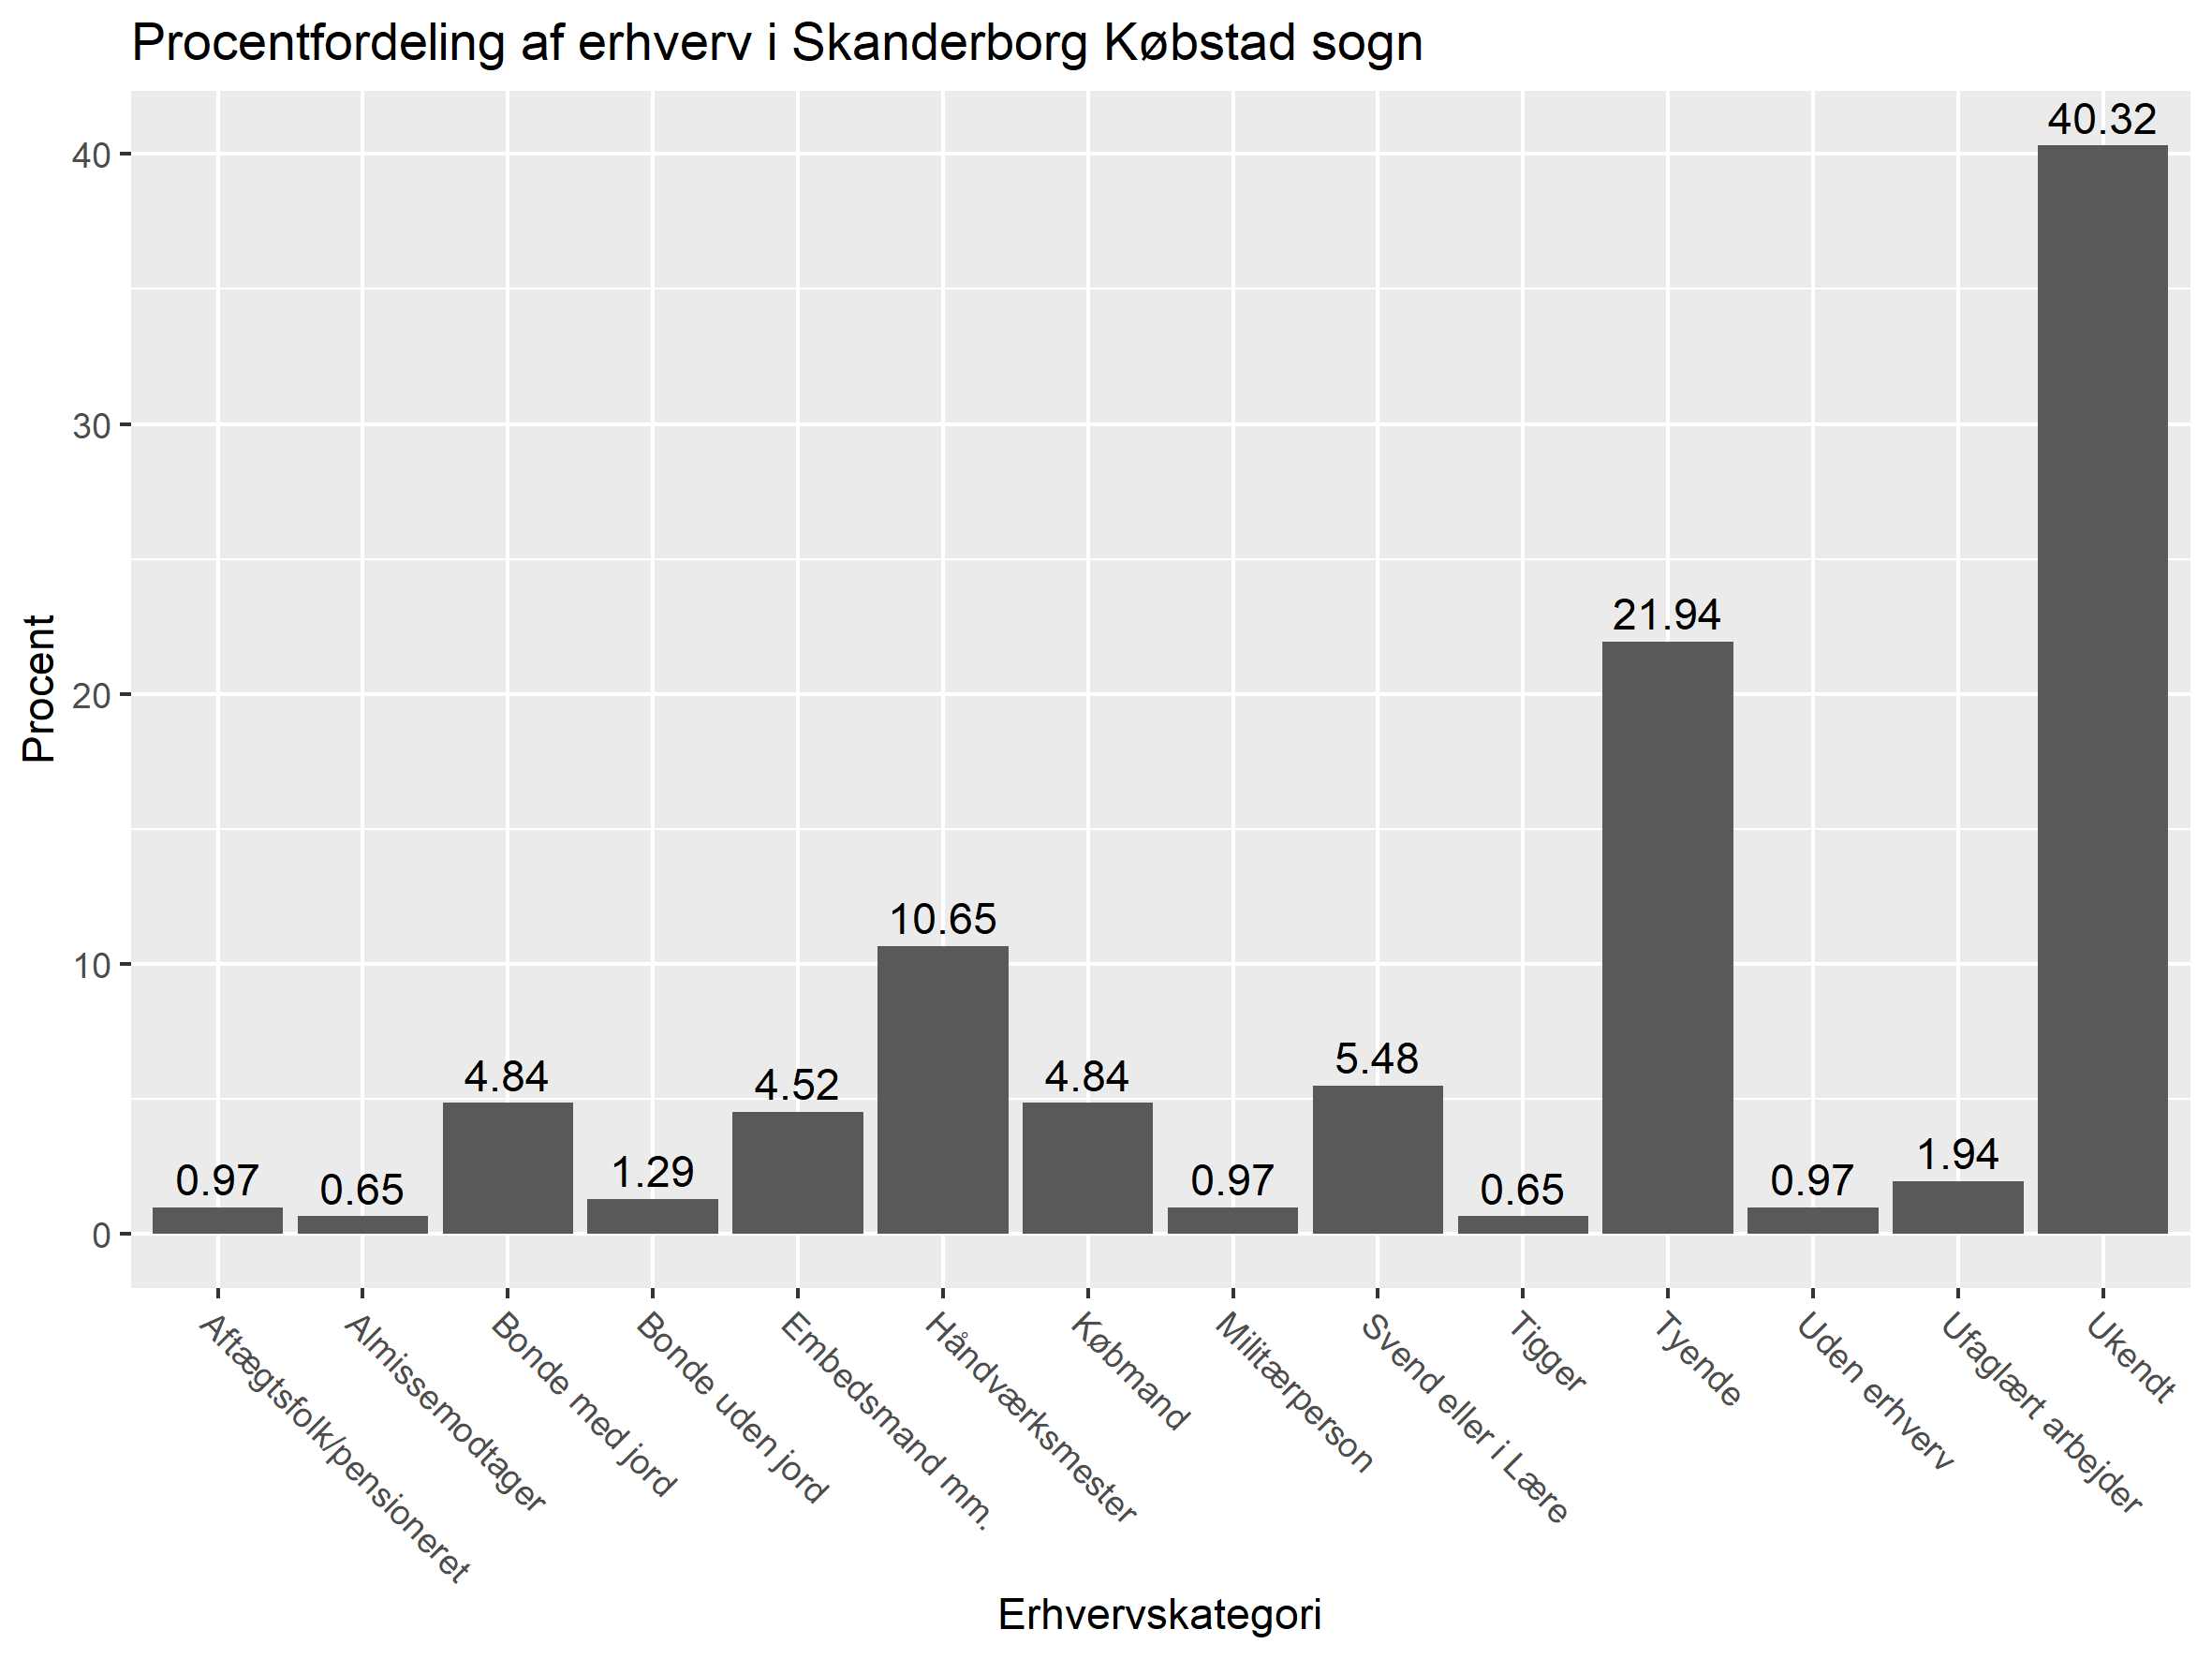 Procentfordeling af erhverv i Skanderborg Købstad sogn
Procent
40
30
20
10
0
0.97
0.65
4.84
1.29
4.52
10.65
4.84
0.97
5.48
0.65
21.94
0.97
1.94
40.32
Aftægtsfolk/pensioneret
Almissemodtager
Bonde med jord
Bonde uden jord
Embedsmand mm.
Håndværksmester
Købmand
Militærperson
Svend eller i Lære
Tigger
Tyende
Uden erhverv
Ufaglært arbejder
Ukendt
Erhvervskategori